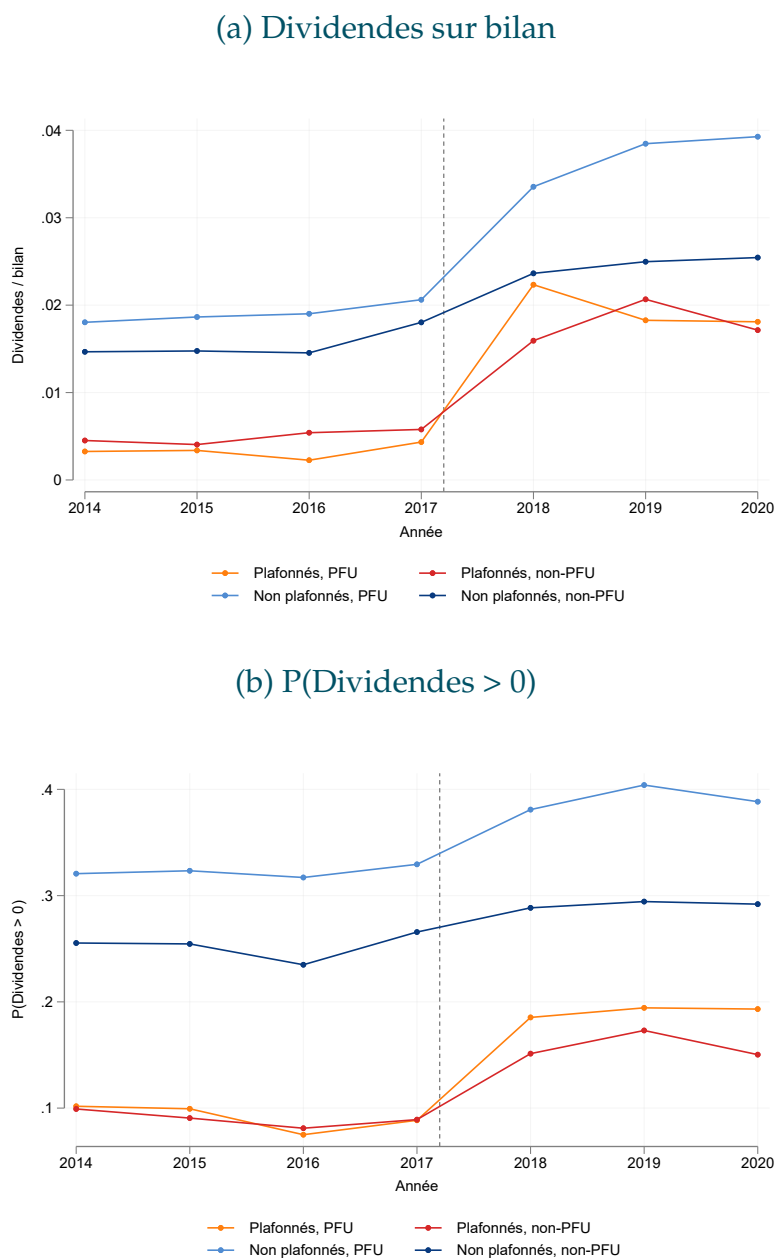 (a) Dividendes sur bilan
.04
.03
.02
.01
0
Dividendes / bilan
2014 2015 2016 2017 2018 2019 2020
Année
Plafonnés, PFU Plafonnés, non-PFU
Non plafonnés, PFU Non plafonnés, non-PFU
(b) P(Dividendes > 0)
.4
.3
.2
.1
P(Dividendes > 0)
2014 2015 2016 2017 2018 2019 2020
Année
Plafonnés, PFU Plafonnés, non-PFU
Non plafonnés, PFU Non plafonnés, non-PFU